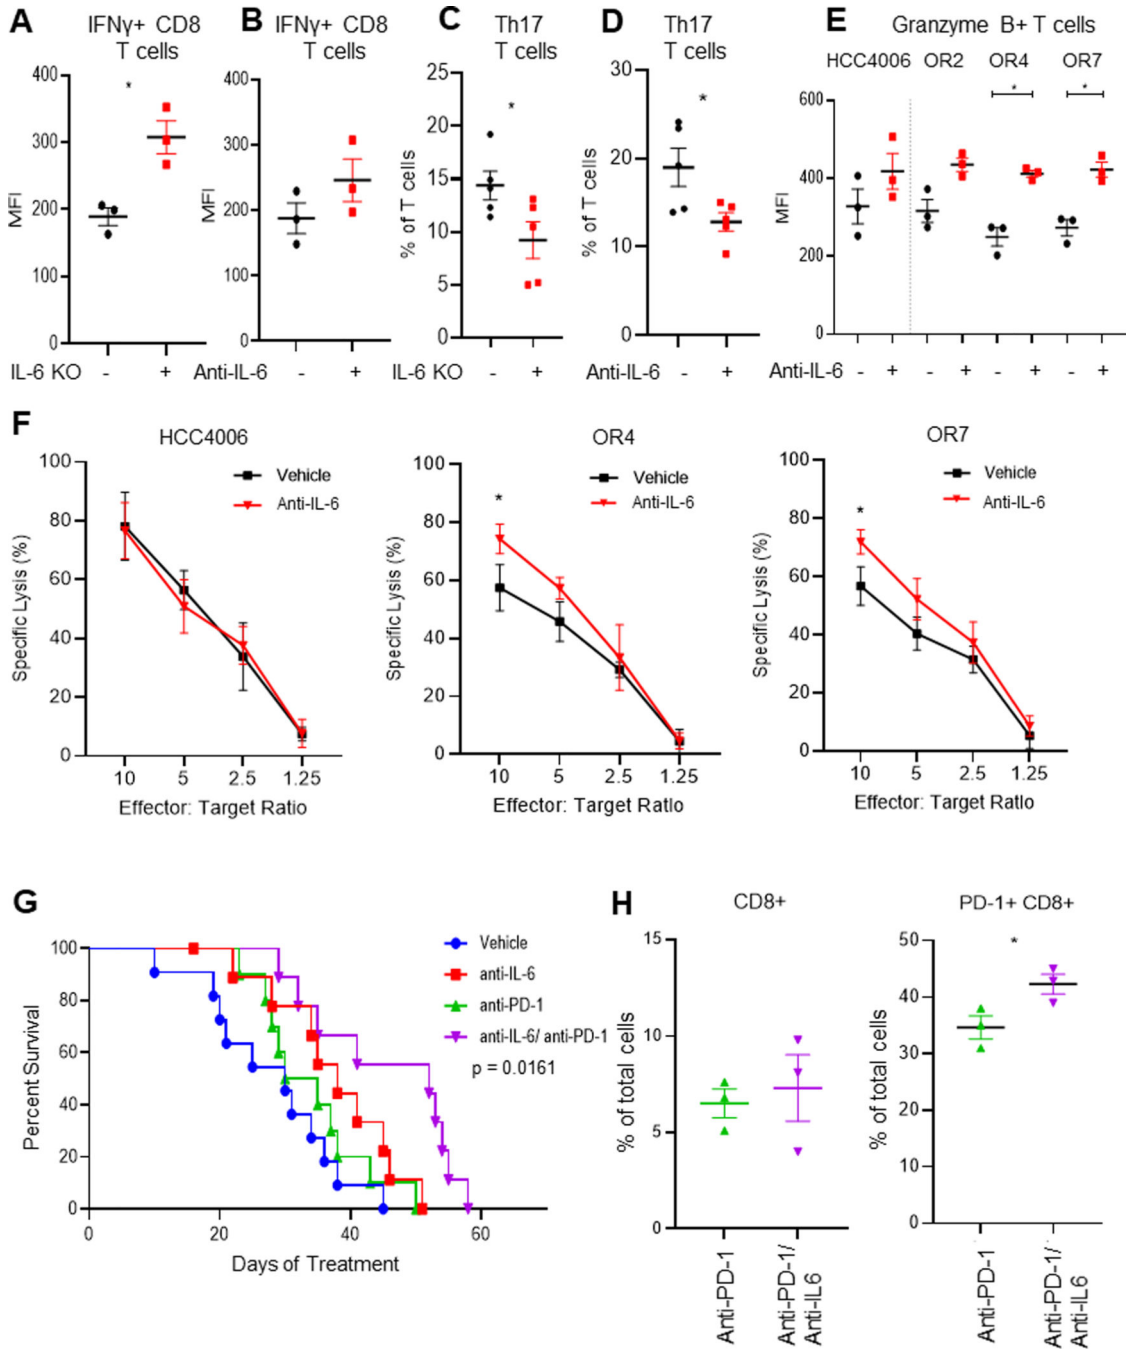 A
IFNγ+ CD8
T cells
*
MFI
400
300
200
100
0
IL-6 KO - +
B
IFNγ+ CD8
T cells
MFI
400
300
200
100
0
Anti-IL-6 - +
C
Th17
T cells
*
% of T cells
25
20
15
10
5
0
IL-6 KO - +
D
Th17
T cells
*
% of T cells
30
20
10
0
Anti-IL-6 - +
E
Granzyme B+ T cells
HCC4006 OR2 OR4 OR7
* *
MFI
600
400
200
0
Anti-IL-6 - + - + - + - +
F
HCC4006
Vehicle
Anti-IL-6
Specific Lysis (%)
100
80
60
40
20
0
10 5 2.5 1.25
Effector: Target Ratio
OR4
Vehicle
Anti-IL-6
*
Specific Lysis (%)
100
80
60
40
20
0
10 5 2.5 1.25
Effector: Target Ratio
OR7
Vehicle
Anti-IL-6
*
Specific Lysis (%)
100
80
60
40
20
0
10 5 2.5 1.25
Effector: Target Ratio
G
Vehicle
anti-IL-6
anti-PD-1
anti-IL-6/ anti-PD-1
p = 0.0161
Percent Survival
100
80
60
40
20
0
0 20 40 60
Days of Treatment
H
CD8+
% of total cells
15
10
5
0
Anti-PD-1
Anti-PD-1/
Anti-IL6
PD-1+ CD8+
*
% of total cells
50
40
30
20
10
0
Anti-PD-1
Anti-PD-1/
Anti-IL6